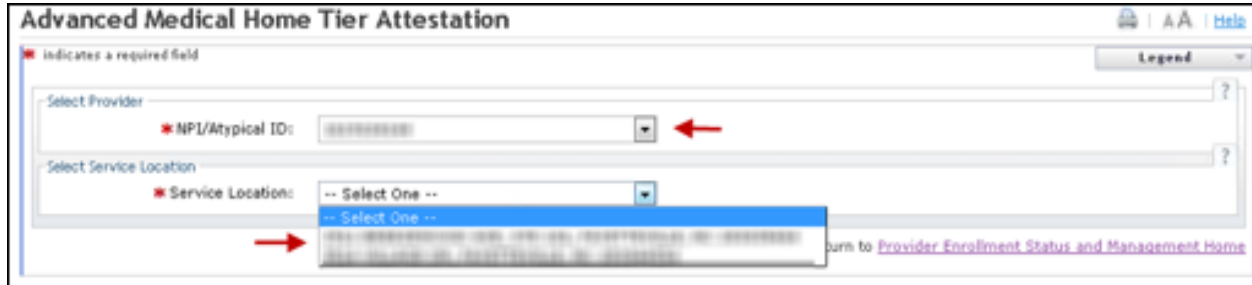 Advanced Medical Home Tier Attestation
AA | Help
* indicates a required field
Legend
?
Select Provider
* NPI/Atypical ID:
?
Select Service Location
* Service Location: -- Select One --
-- Select One --
urn to Provider Enrollment Status and Management Home